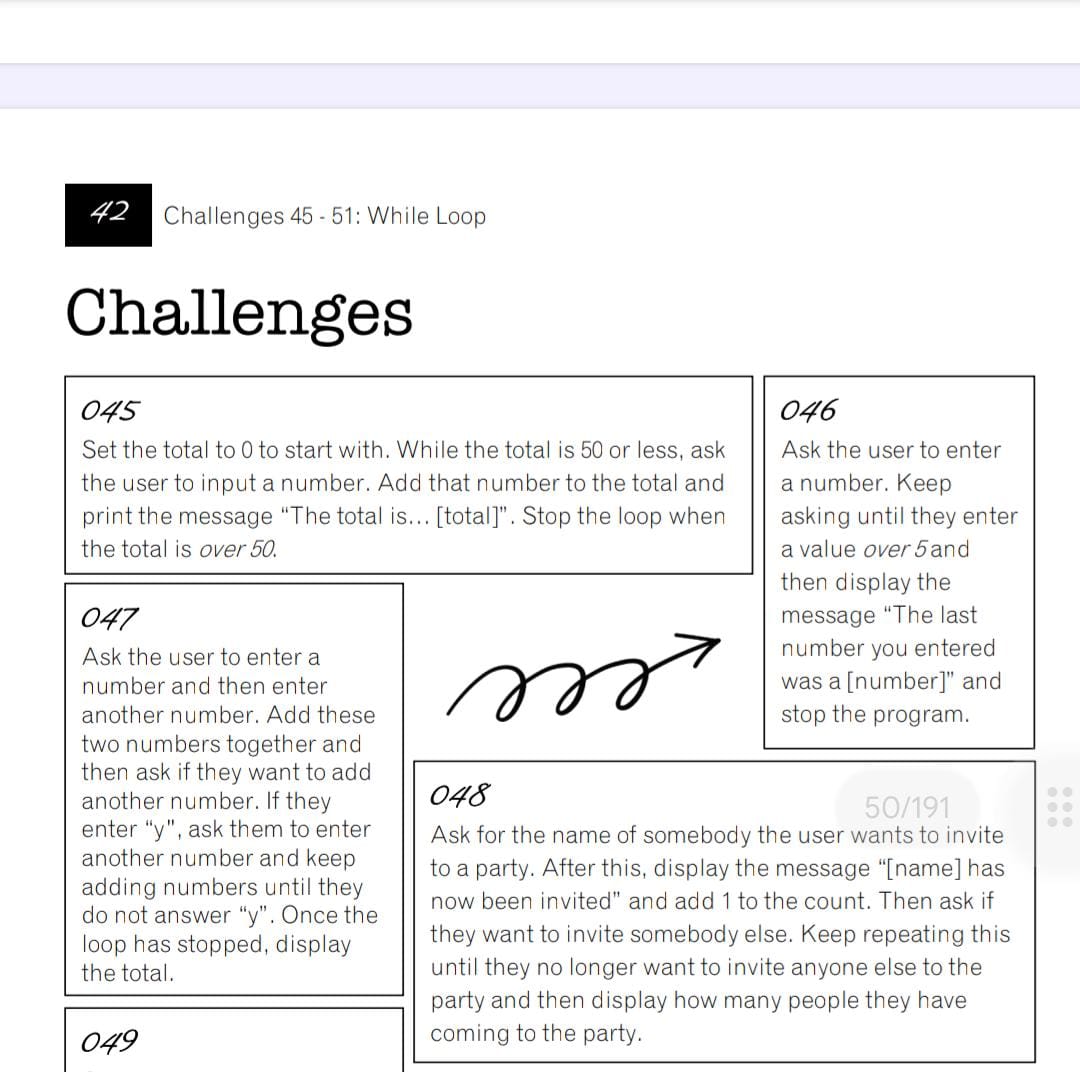 42 Challenges 45 - 51: While Loop
Challenges
045
Set the total to 0 to start with. While the total is 50 or less, ask
the user to input a number. Add that number to the total and
print the message “The total is... [total]”. Stop the loop when
the total is over 50.
046
Ask the user to enter
a number. Keep
asking until they enter
a value over 5 and
then display the
message “The last
number you entered
was a [number]” and
stop the program.
047
Ask the user to enter a
number and then enter
another number. Add these
two numbers together and
then ask if they want to add
another number. If they
enter “y", ask them to enter
another number and keep
adding numbers until they
do not answer “y”. Once the
loop has stopped, display
the total.
50/191
048
Ask for the name of somebody the user wants to invite
to a party. After this, display the message “[name] has
now been invited” and add 1 to the count. Then ask if
they want to invite somebody else. Keep repeating this
until they no longer want to invite anyone else to the
party and then display how many people they have
coming to the party.
049